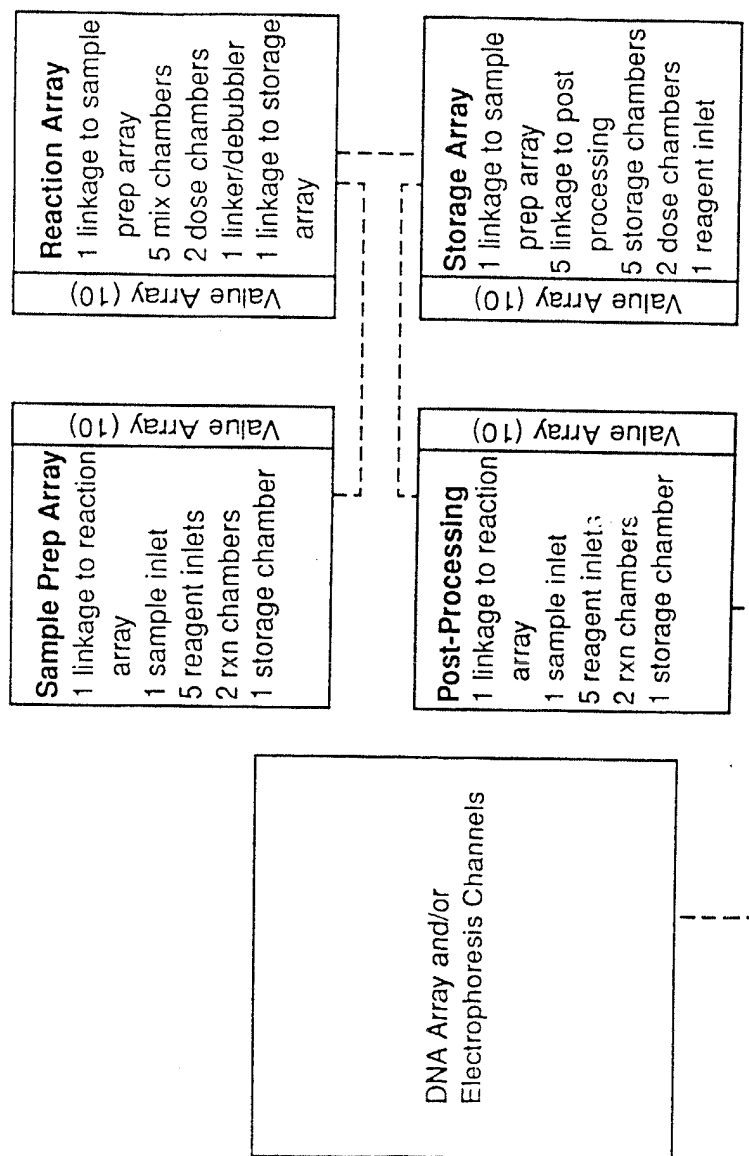 Sample Prep Array
1 linkage to reaction
array
1 sample inlet
5 reagent inlets
2 rxn chambers
1 storage chamber
Value Array (10)
Value Array (10)
Reaction Array
1 linkage to sample
prep array
5 mix chambers
2 dose chambers
1 linker/debubbler
1 linkage to storage
array
DNA Array and/or
Electrophoresis Channels
Post-Processing
1 linkage to reaction
array
1 sample inlet
5 reagent inlets
2 rxn chambers
1 storage chamber
Value Array (10)
Value Array (10)
Storage Array
1 linkage to sample
prep array
5 linkage to post
processing
5 storage chambers
2 dose chambers
1 reagent inlet